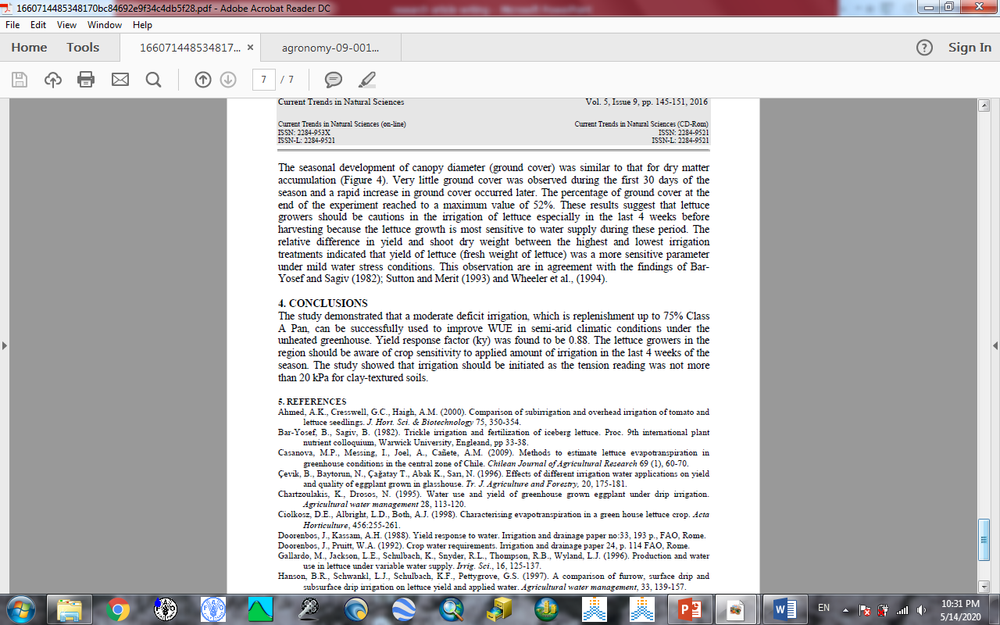 1660714485348170bc84692e9f34c4db5f28.pdf - Adobe Acrobat Reader DC
File Edit View Window Help
Home Tools 166071448534817... × agronomy-09-001... Sign In
7 / 7
Current Trends in Natural Sciences Vol. 5, Issue 9, pp. 145-151, 2016
Current Trends in Natural Sciences (on-line) Current Trends in Natural Sciences (CD-Rom)
ISSN: 2284-953X ISSN: 2284-9521
ISSN-L: 2284-9521 ISSN-L: 2284-9521
The seasonal development of canopy diameter (ground cover) was similar to that for dry matter
accumulation (Figure 4). Very little ground cover was observed during the first 30 days of the
season and a rapid increase in ground cover occurred later. The percentage of ground cover at the
end of the experiment reached to a maximum value of 52%. These results suggest that lettuce
growers should be cautions in the irrigation of lettuce especially in the last 4 weeks before
harvesting because the lettuce growth is most sensitive to water supply during these period. The
relative difference in yield and shoot dry weight between the highest and lowest irrigation
treatments indicated that yield of lettuce (fresh weight of lettuce) was a more sensitive parameter
under mild water stress conditions. This observation are in agreement with the findings of Bar-
Yosef and Sagiv (1982); Sutton and Merit (1993) and Wheeler et al., (1994).
4. CONCLUSIONS
The study demonstrated that a moderate deficit irrigation, which is replenishment up to 75% Class
A Pan, can be successfully used to improve WUE in semi-arid climatic conditions under the
unheated greenhouse. Yield response factor (ky) was found to be 0.88. The lettuce growers in the
region should be aware of crop sensitivity to applied amount of irrigation in the last 4 weeks of the
season. The study showed that irrigation should be initiated as the tension reading was not more
than 20 kPa for clay-textured soils.
5. REFERENCES
Ahmed, A.K., Cresswell, G.C., Haigh, A.M. (2000). Comparison of subirrigation and overhead irrigation of tomato and
lettuce seedlings. J. Hort. Sci. & Biotechnology 75, 350-354.
Bar-Yosef, B., Sagiv, B. (1982). Trickle irrigation and fertilization of iceberg lettuce. Proc. 9th international plant
nutrient colloquium, Warwick University, Engleand, pp 33-38.
Casanova, M.P., Messing, I., Joel, A., Cañete, A.M. (2009). Methods to estimate lettuce evapotranspiration in
greenhouse conditions in the central zone of Chile. Chilean Journal of Agricultural Research 69 (1), 60-70.
Çevik, B., Baytorun, N., Çağatay T., Abak K., Sarı, N. (1996). Effects of different irrigation water applications on yield
and quality of eggplant grown in glasshouse. Tr. J. Agriculture and Forestry, 20, 175-181.
Chartzoulakis, K., Drosos, N. (1995). Water use and yield of greenhouse grown eggplant under drip irrigation.
Agricultural water management 28, 113-120.
Ciolkosz, D.E., Albright, L.D., Both, A.J. (1998). Characterising evapotranspiration in a green house lettuce crop. Acta
Horticulture, 456:255-261.
Doorenbos, J., Kassam, A.H. (1988). Yield response to water. Irrigation and drainage paper no:33, 193 p., FAO, Rome.
Doorenbos, J., Pruitt, W.A. (1992). Crop water requirements. Irrigation and drainage paper 24, p. 114 FAO, Rome.
Gallardo, M., Jackson, L.E., Schulbach, K., Snyder, R.L., Thompson, R.B., Wyland, L.J. (1996). Production and water
use in lettuce under variable water supply. Irrig. Sci., 16, 125-137.
Hanson, B.R., Schwankl, L.J., Schulbach, K.F., Pettygrove, G.S. (1997). A comparison of furrow, surface drip and
subsurface drip irrigation on lettuce yield and applied water. Agricultural water management, 33, 139-157.
EN 10:31 PM
5/14/2020